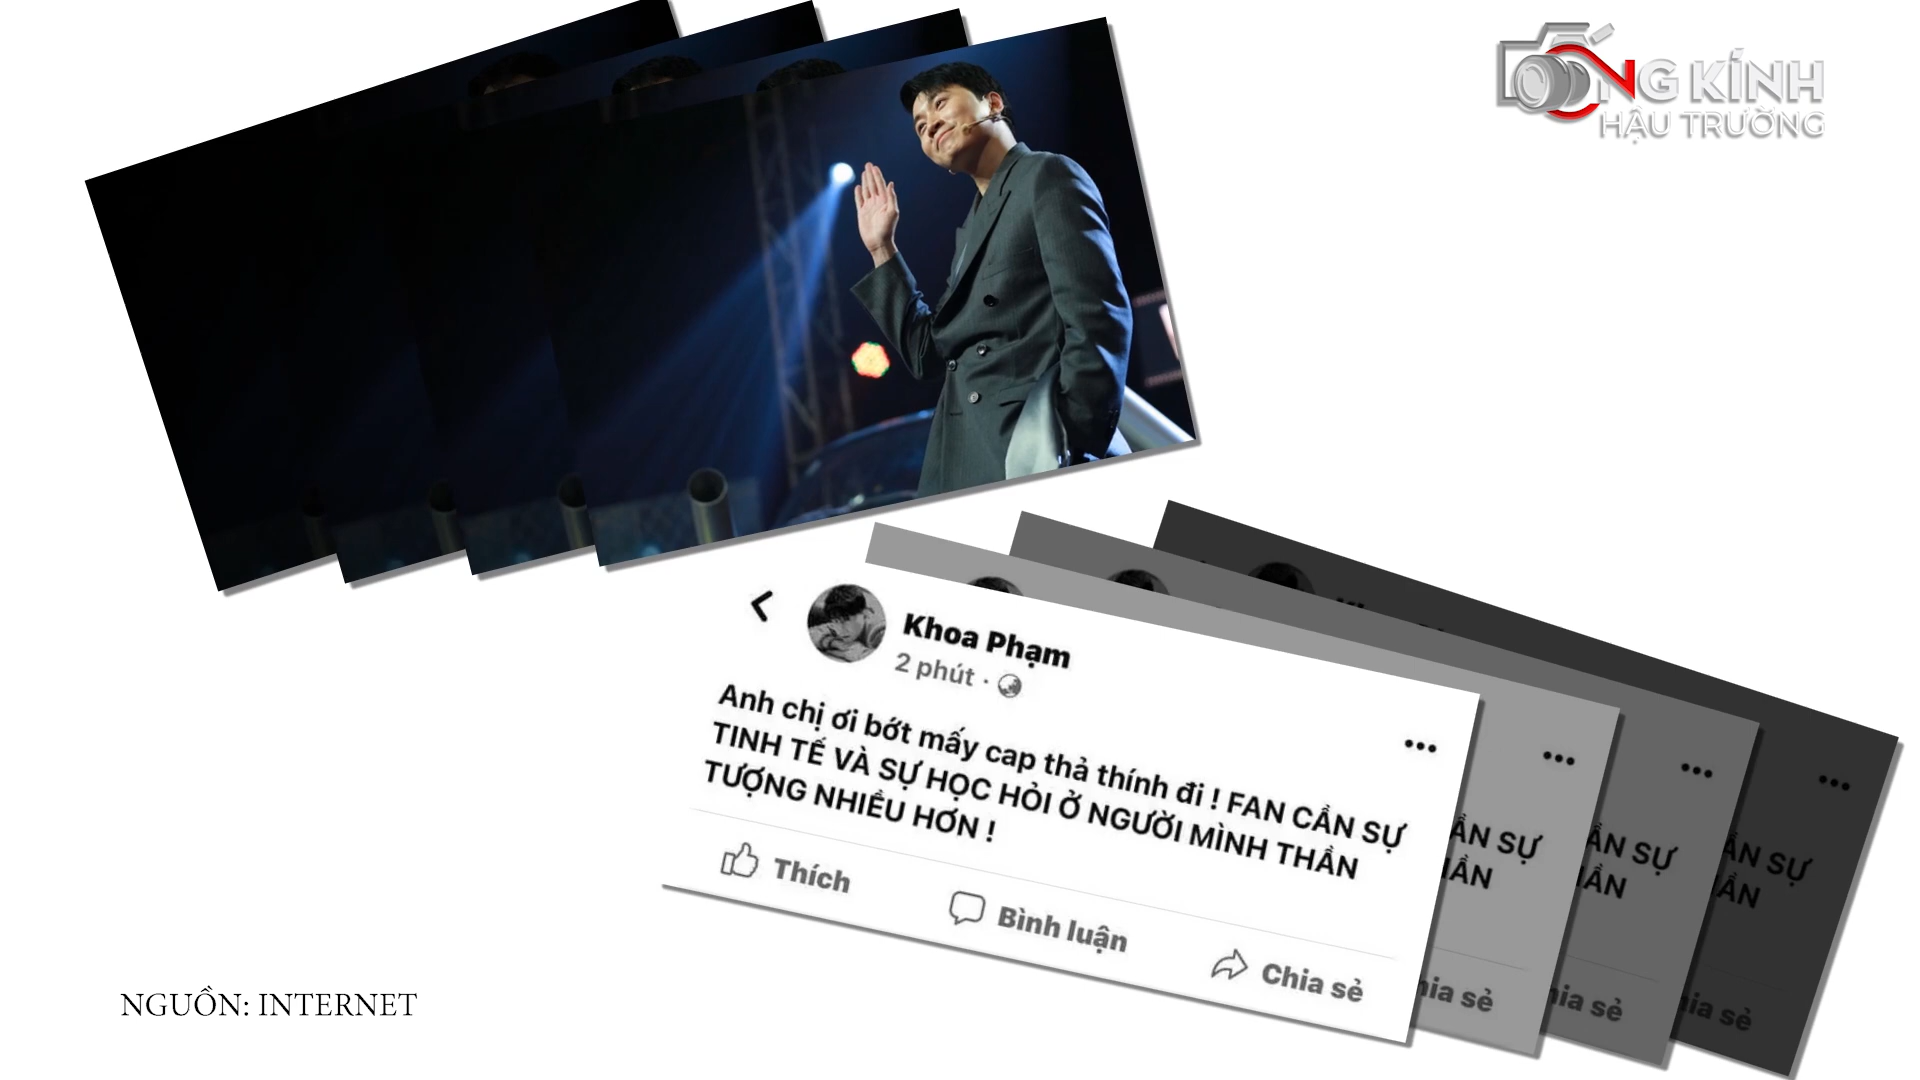 ỐNG KÍNH
HẬU TRƯỜNG
Khoa Phạm
2 phút ·
Anh chị ơi bớt mấy cap thả thính đi ! FAN CẦN SỰ
TINH TẾ VÀ SỰ HỌC HỎI Ở NGƯỜI MÌNH THẦN
TƯỢNG NHIỀU HƠN !
Thích
Bình luận
Chia sẻ
NGUỒN: INTERNET